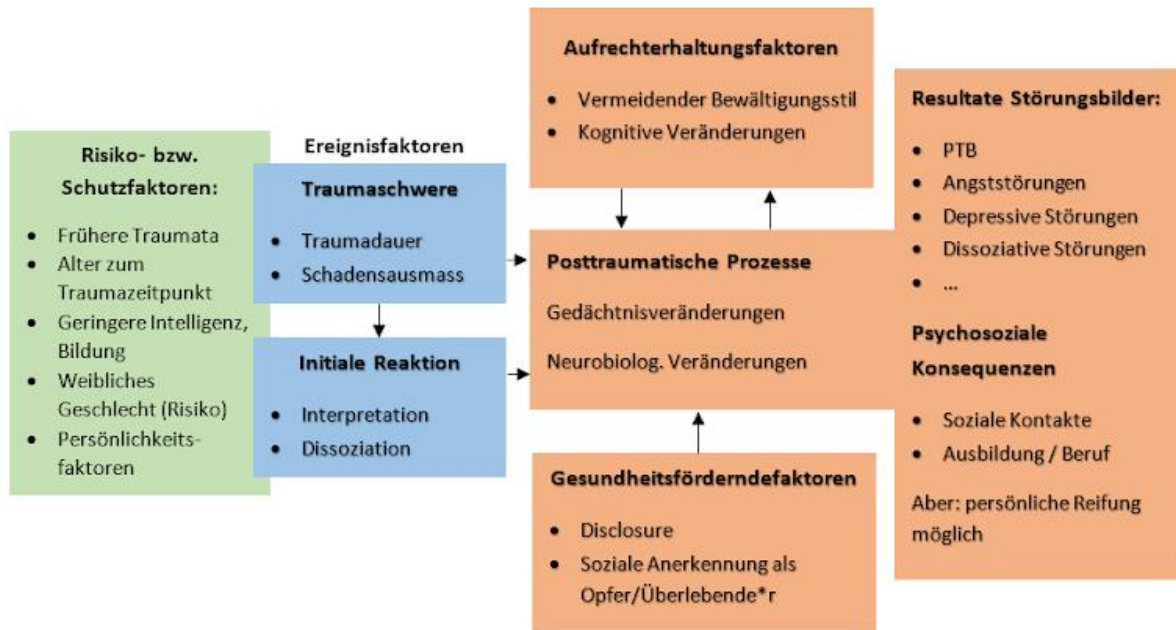 Risiko- bzw.
Schutzfaktoren:
• Frühere Traumata
• Alter zum
Traumazeitpunkt
• Geringere Intelligenz,
Bildung
• Weibliches
Geschlecht (Risiko)
• Persönlichkeits-
faktoren
Ereignisfaktoren
Traumaschwere
• Traumadauer
• Schadensausmass
Initiale Reaktion
• Interpretation
• Dissoziation
Aufrechterhaltungsfaktoren
• Vermeidender Bewältigungsstil
• Kognitive Veränderungen
Posttraumatische Prozesse
Gedächtnisveränderungen
Neurobiolog. Veränderungen
Gesundheitsförderndefaktoren
• Disclosure
• Soziale Anerkennung als
Opfer/Überlebende*r
Resultate Störungsbilder:
• PTB
• Angststörungen
• Depressive Störungen
• Dissoziative Störungen
• ...
Psychosoziale
Konsequenzen
• Soziale Kontakte
• Ausbildung / Beruf
Aber: persönliche Reifung
möglich